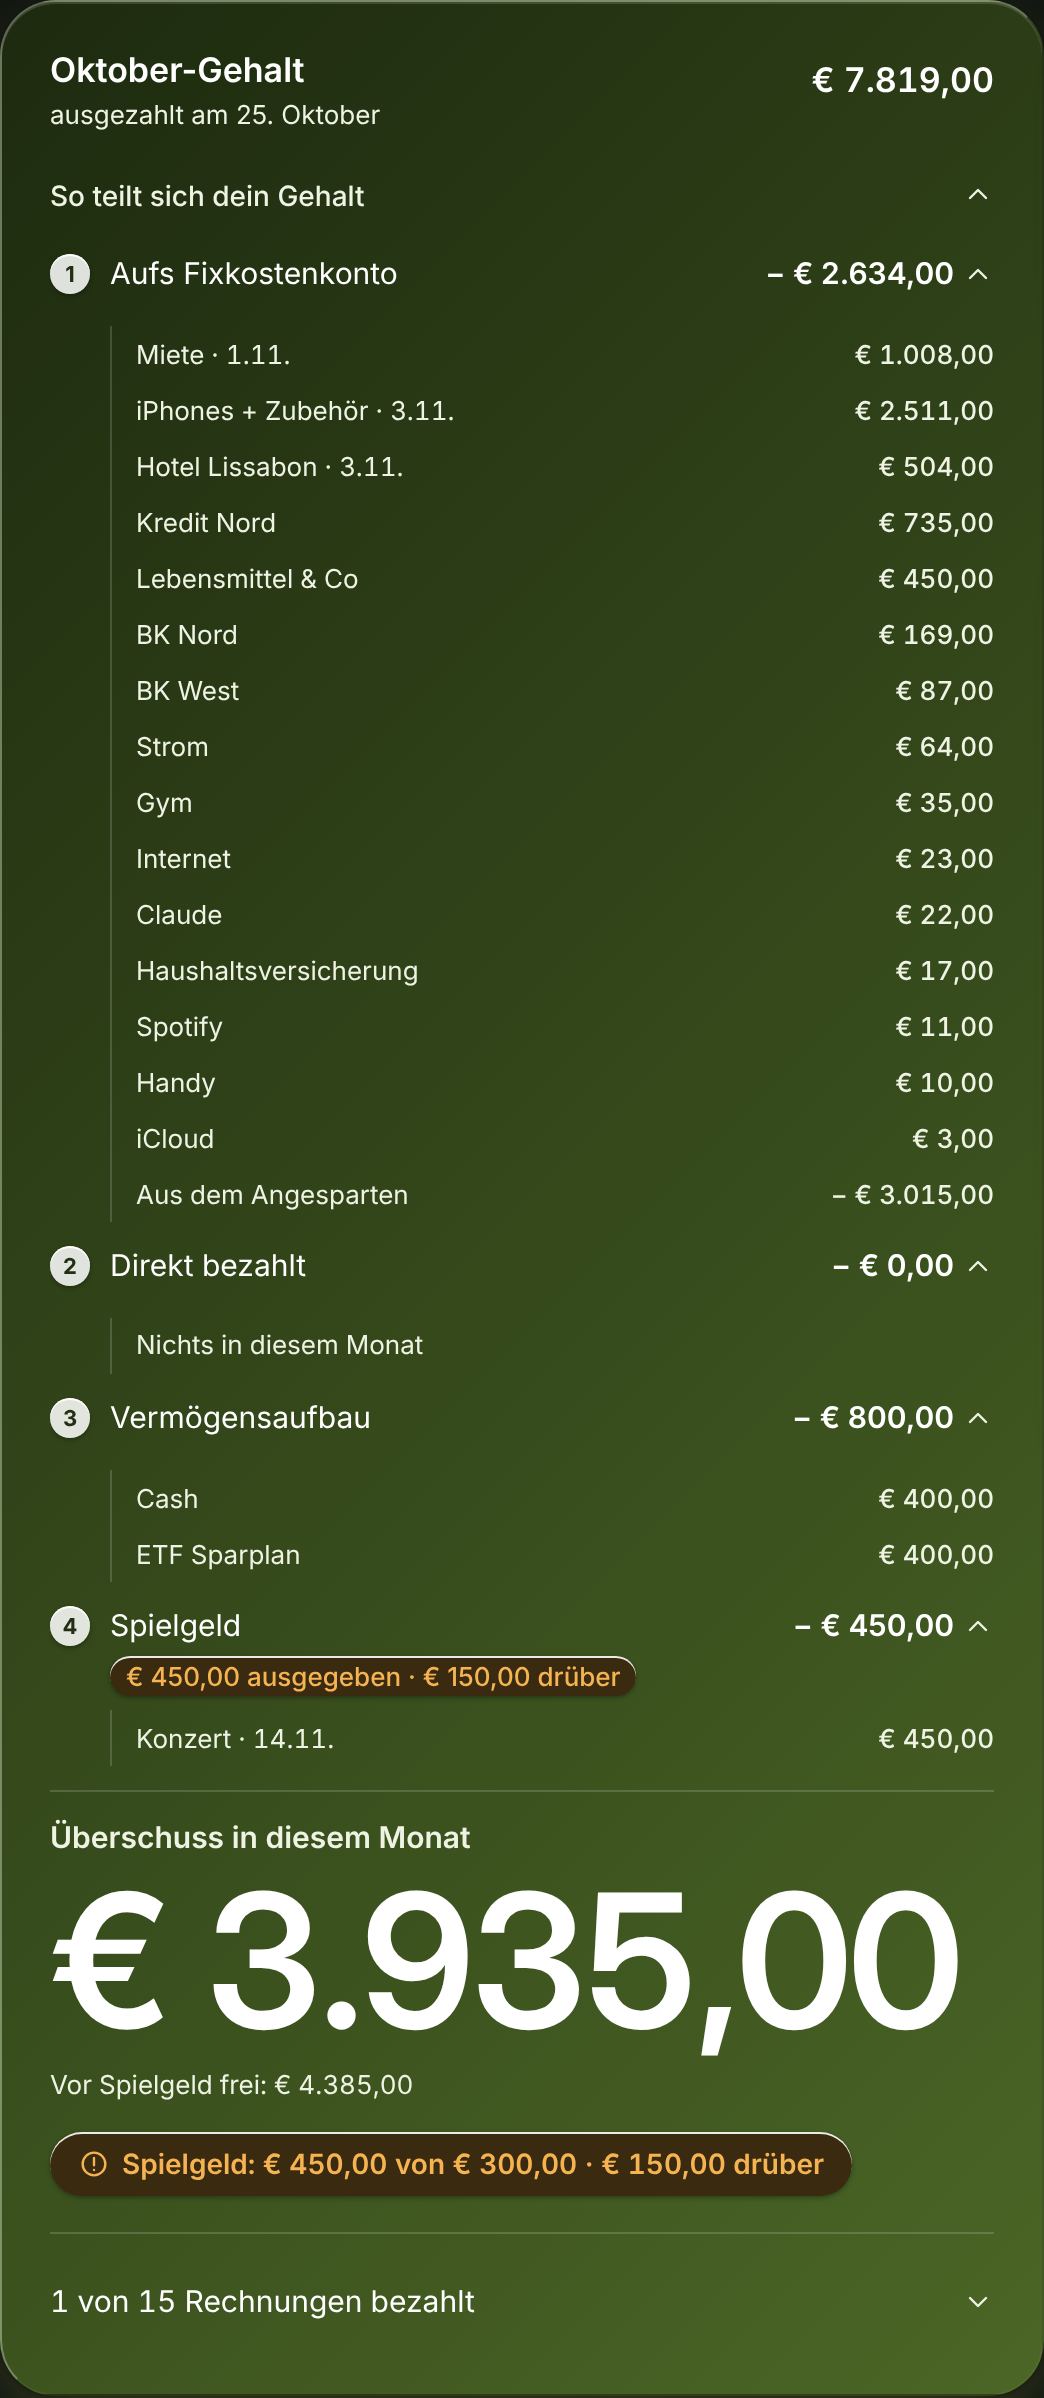 Oktober-Gehalt
€ 7.819,00
ausgezahlt am 25. Oktober
So teilt sich dein Gehalt
1 Aufs Fixkostenkonto – € 2.634,00
Miete · 1.11. € 1.008,00
iPhones + Zubehör · 3.11. € 2.511,00
Hotel Lissabon · 3.11. € 504,00
Kredit Nord € 735,00
Lebensmittel & Co € 450,00
BK Nord € 169,00
BK West € 87,00
Strom € 64,00
Gym € 35,00
Internet € 23,00
Claude € 22,00
Haushaltsversicherung € 17,00
Spotify € 11,00
Handy € 10,00
iCloud € 3,00
Aus dem Angesparten – € 3.015,00
2 Direkt bezahlt – € 0,00
Nichts in diesem Monat
3 Vermögensaufbau – € 800,00
Cash € 400,00
ETF Sparplan € 400,00
4 Spielgeld – € 450,00
€ 450,00 ausgegeben · € 150,00 drüber
Konzert · 14.11. € 450,00
Überschuss in diesem Monat
€ 3.935,00
Vor Spielgeld frei: € 4.385,00
Spielgeld: € 450,00 von € 300,00 · € 150,00 drüber
1 von 15 Rechnungen bezahlt